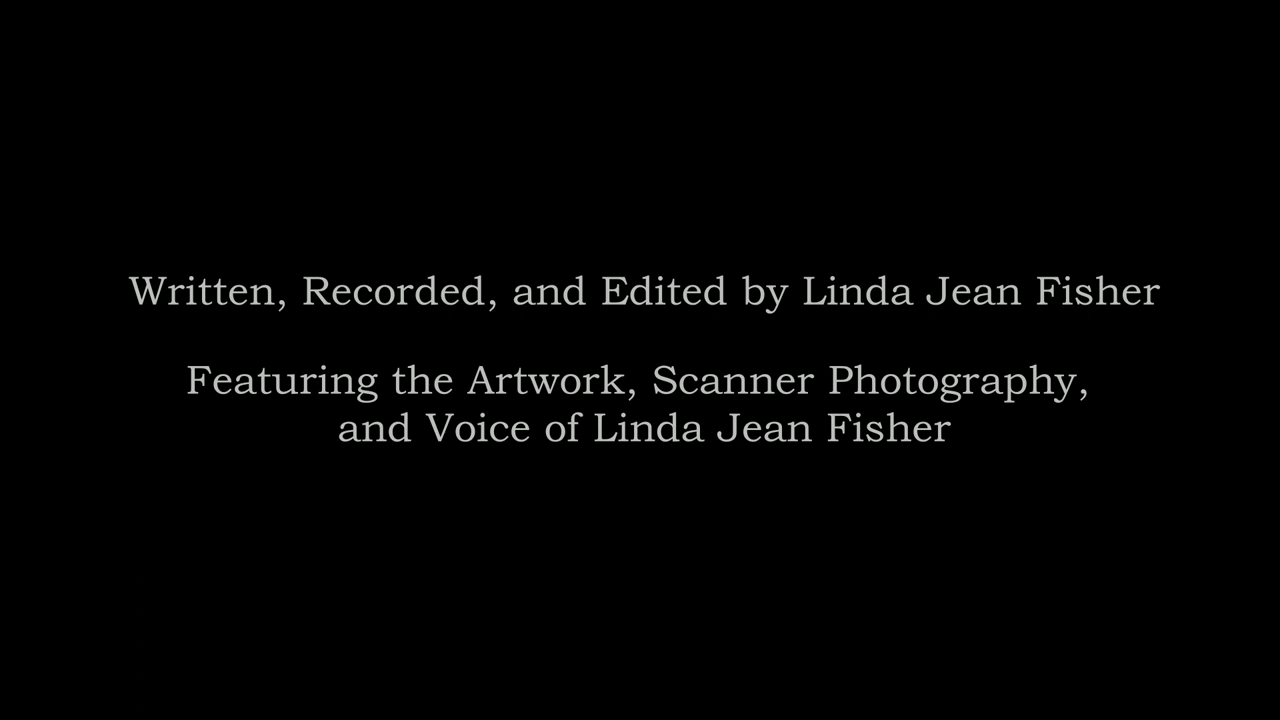 Written, Recorded, and Edited by Linda Jean Fisher
Featuring the Artwork, Scanner Photography,
and Voice of Linda Jean Fisher